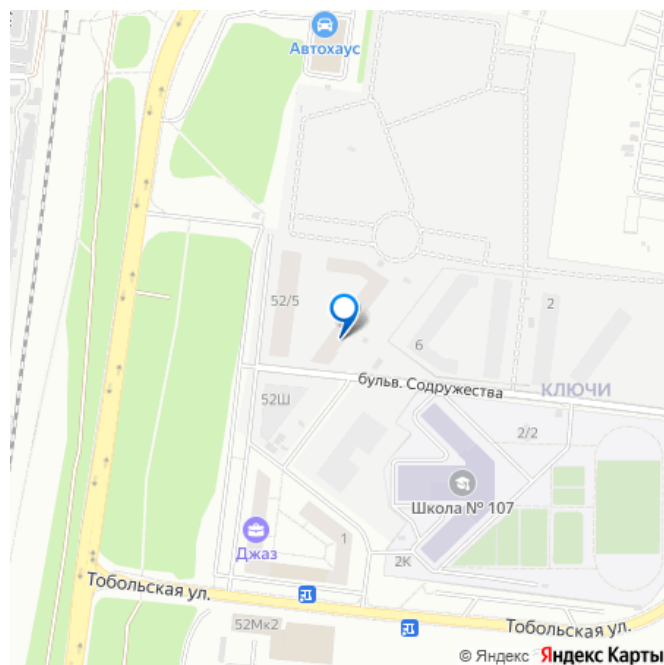 Автохаус
52/5
2
6
бульв. Содружества
КЛЮЧИ
52Ш
2/2
Школа № 107
Джаз
1
2К
Тобольская ул.
52Мк2
Тобольская ул.
© Яндекс Яндекс Карты